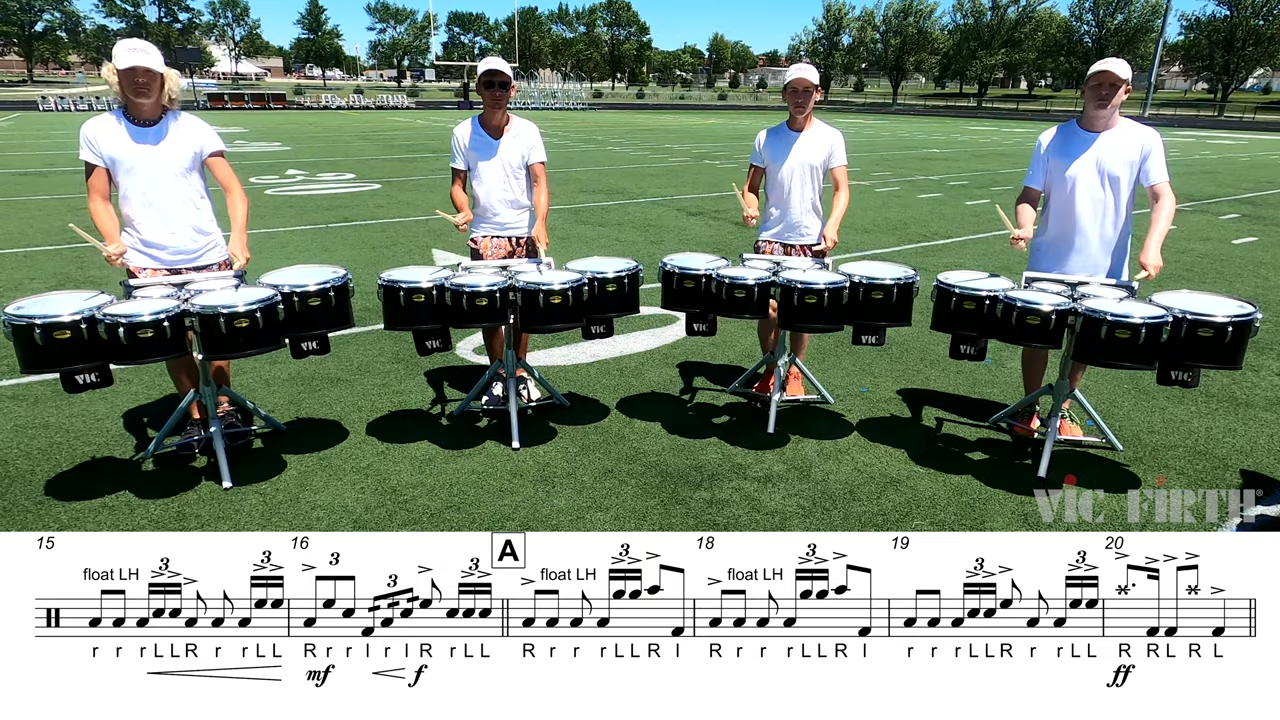 VIC
VIC
VIC
VIC
VIC
VIC
VIC
VIC
VIC FIRTH®
15
16
A
18
19
20
float LH
3
3
3
3
3
float LH
3
float LH
3
3
3
r r r L L R r r L L
R r r l r l R r L L
R r r r L L R l
R r r r L L R l
r r r L L R r r L L
R R L R L
mf
f
ff